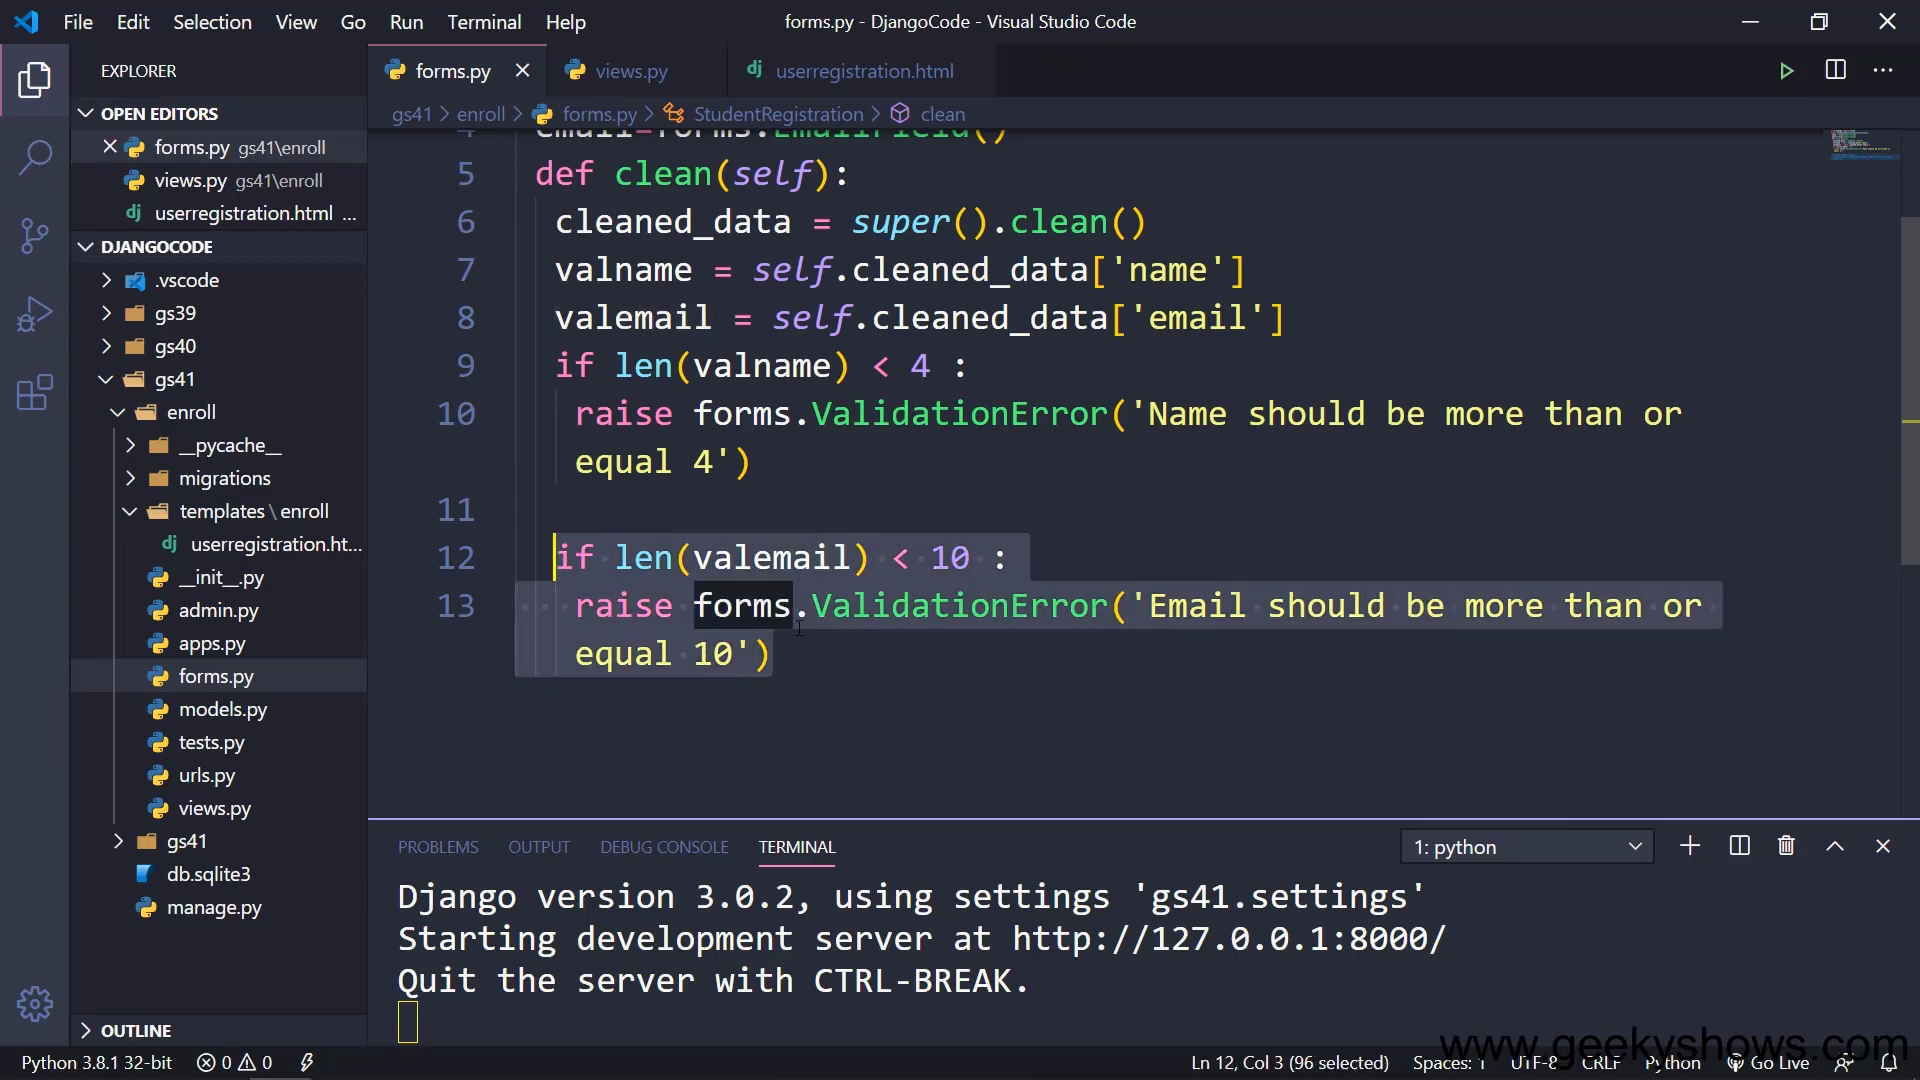 File Edit Selection View Go Run Terminal Help
forms.py - DjangoCode - Visual Studio Code
EXPLORER
OPEN EDITORS
forms.py gs41\enroll
views.py gs41\enroll
userregistration.html ...
DJANGOCODE
.vscode
gs39
gs40
gs41
enroll
__pycache__
migrations
templates\enroll
userregistration.ht...
__init__.py
admin.py
apps.py
forms.py
models.py
tests.py
urls.py
views.py
gs41
db.sqlite3
manage.py
OUTLINE
forms.py
views.py
userregistration.html
gs41 > enroll > forms.py > StudentRegistration > clean
4 email=forms.EmailField()
5 def clean(self):
6 cleaned_data = super().clean()
7 valname = self.cleaned_data['name']
8 valemail = self.cleaned_data['email']
9 if len(valname) < 4 :
10 raise forms.ValidationError('Name should be more than or
equal 4')
11
12 if len(valemail) < 10 :
13 raise forms.ValidationError('Email should be more than or
equal 10')
PROBLEMS OUTPUT DEBUG CONSOLE TERMINAL
1: python
Django version 3.0.2, using settings 'gs41.settings'
Starting development server at http://127.0.0.1:8000/
Quit the server with CTRL-BREAK.
www.geekyshows.com
Python 3.8.1 32-bit 0 0 Ln 12, Col 3 (96 selected) Spaces: 1 UTF-8 CRLF Python Go Live